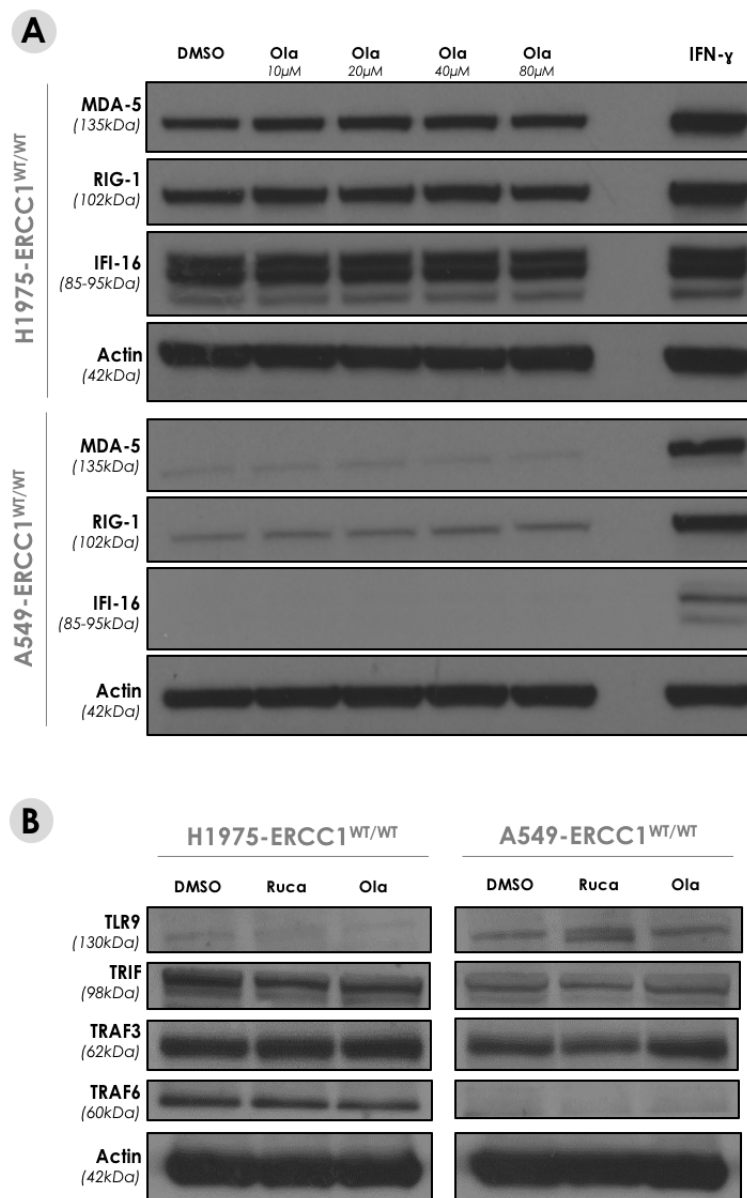 A
DMSO Ola Ola Ola Ola IFN-ɣ
10µM 20µM 40µM 80µM
H1975-ERCC1WT/WT
MDA-5
(135kDa)
RIG-1
(102kDa)
IFI-16
(85-95kDa)
Actin
(42kDa)
A549-ERCC1WT/WT
MDA-5
(135kDa)
RIG-1
(102kDa)
IFI-16
(85-95kDa)
Actin
(42kDa)
B
H1975-ERCC1WT/WT A549-ERCC1WT/WT
DMSO Ruca Ola DMSO Ruca Ola
TLR9
(130kDa)
TRIF
(98kDa)
TRAF3
(62kDa)
TRAF6
(60kDa)
Actin
(42kDa)